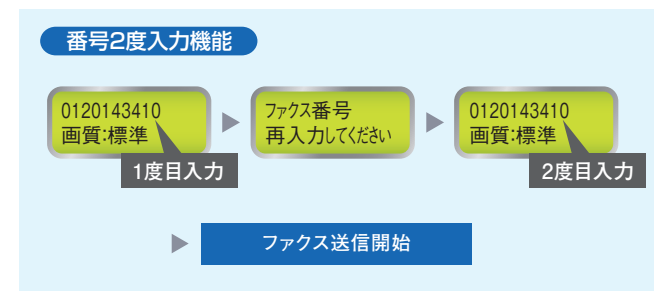 番号2度入力機能
0120143410
画質:標準
1度目入力
ファクス番号
再入力してください
0120143410
画質:標準
2度目入力
ファクス送信開始